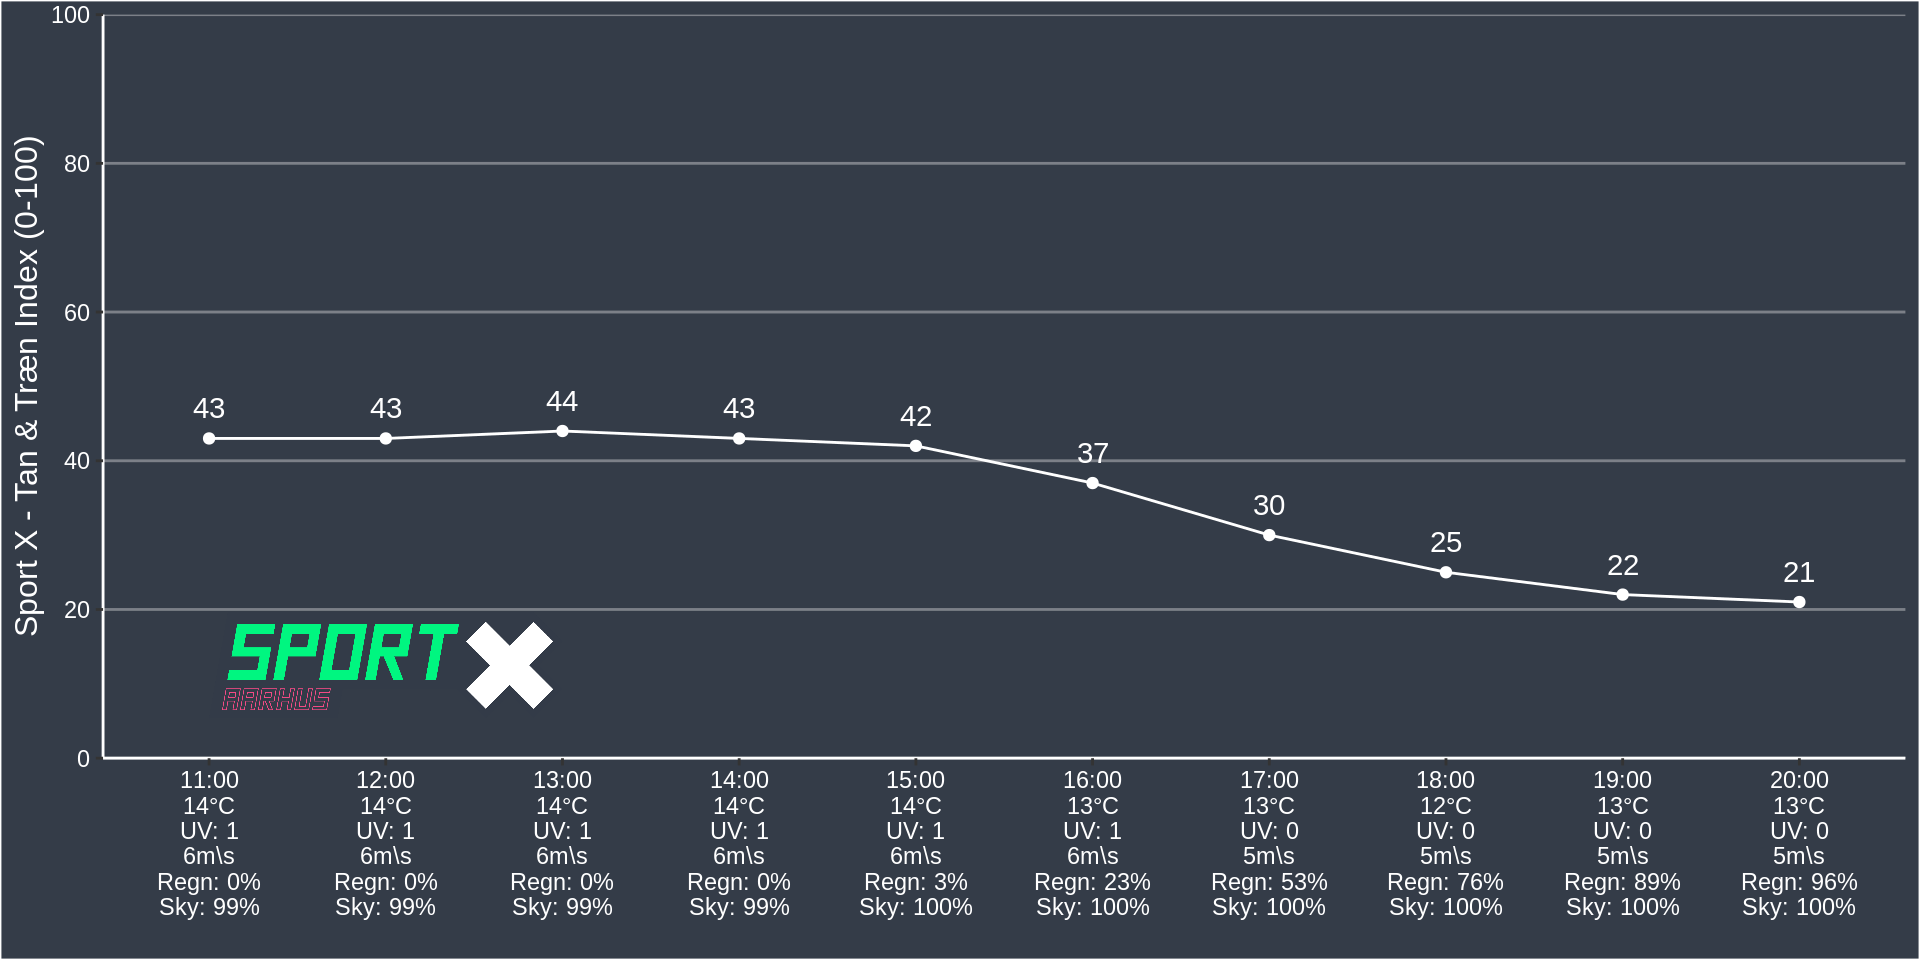 100
80
60
40
20
0
Sport X - Tan & Træn Index (0-100)
43
43
44
43
42
37
30
25
22
21
SPORT X
AARHUS
11:00 12:00 13:00 14:00 15:00 16:00 17:00 18:00 19:00 20:00
14°C 14°C 14°C 14°C 14°C 13°C 13°C 12°C 13°C 13°C
UV: 1 UV: 1 UV: 1 UV: 1 UV: 1 UV: 1 UV: 0 UV: 0 UV: 0 UV: 0
6m\s 6m\s 6m\s 6m\s 6m\s 6m\s 5m\s 5m\s 5m\s 5m\s
Regn: 0% Regn: 0% Regn: 0% Regn: 0% Regn: 3% Regn: 23% Regn: 53% Regn: 76% Regn: 89% Regn: 96%
Sky: 99% Sky: 99% Sky: 99% Sky: 99% Sky: 100% Sky: 100% Sky: 100% Sky: 100% Sky: 100% Sky: 100%